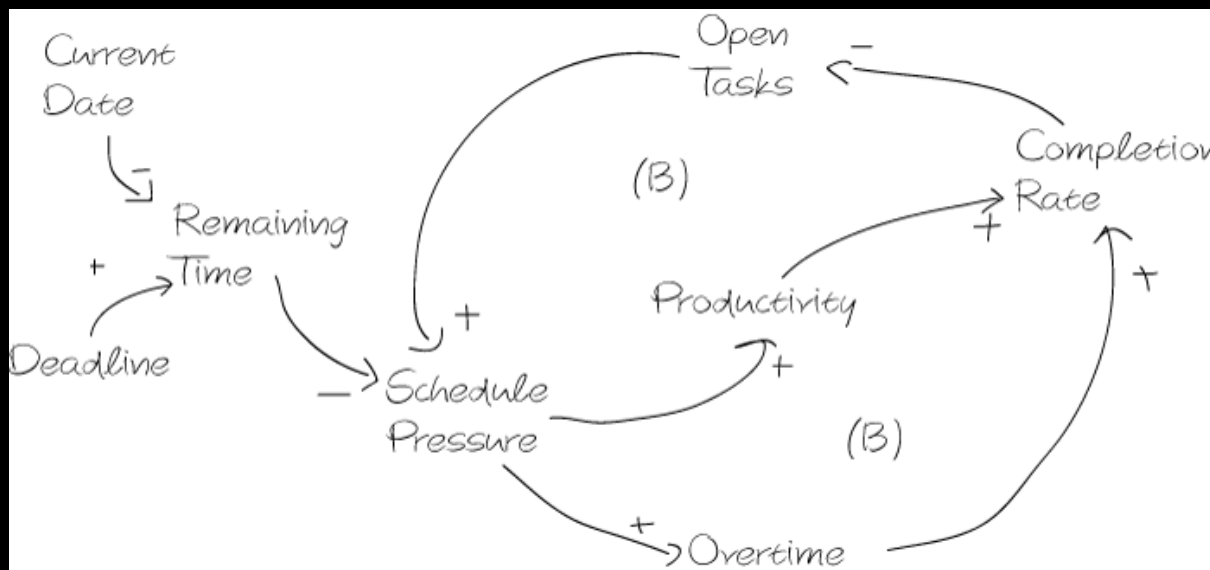 Current
Date
-
Remaining
Time
+
Deadline
-
Open
Tasks
-
Completion
Rate
(B)
+
+
Productivity
+
+
Schedule
Pressure
(B)
+
Overtime